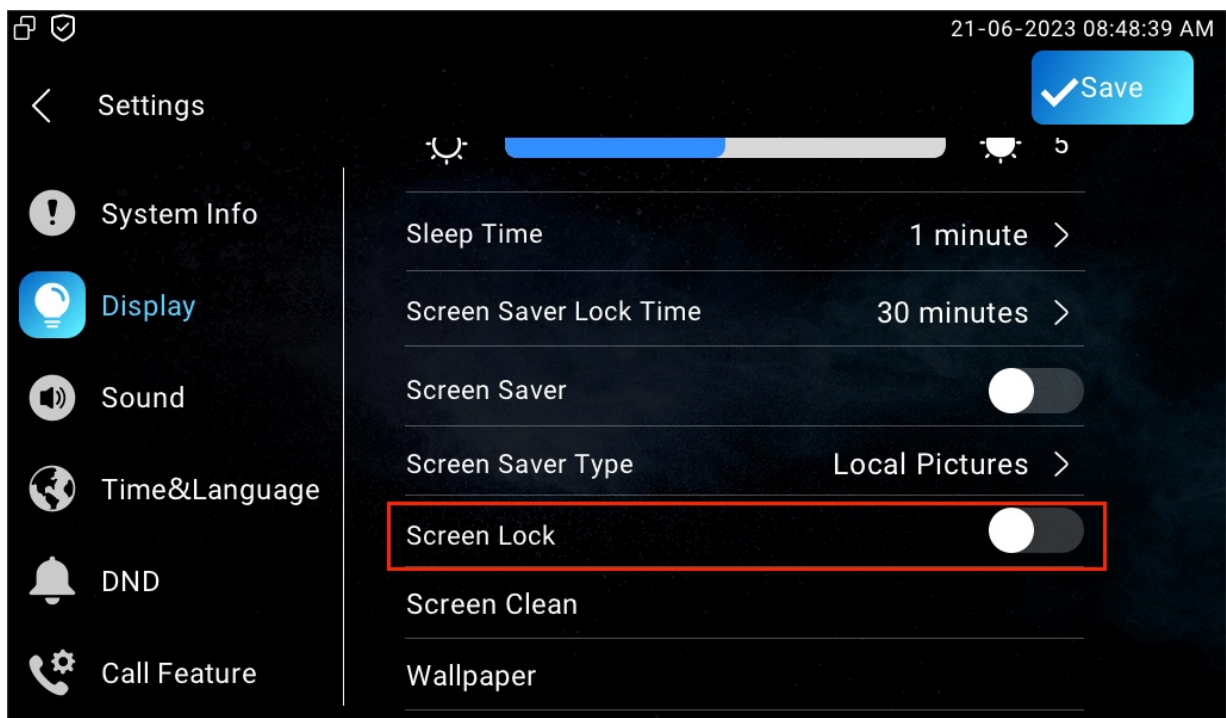 21-06-2023 08:48:39 AM
Settings
Save
5
System Info
Display
Sound
Time&Language
DND
Call Feature
Sleep Time 1 minute
Screen Saver Lock Time 30 minutes
Screen Saver
Screen Saver Type Local Pictures
Screen Lock
Screen Clean
Wallpaper